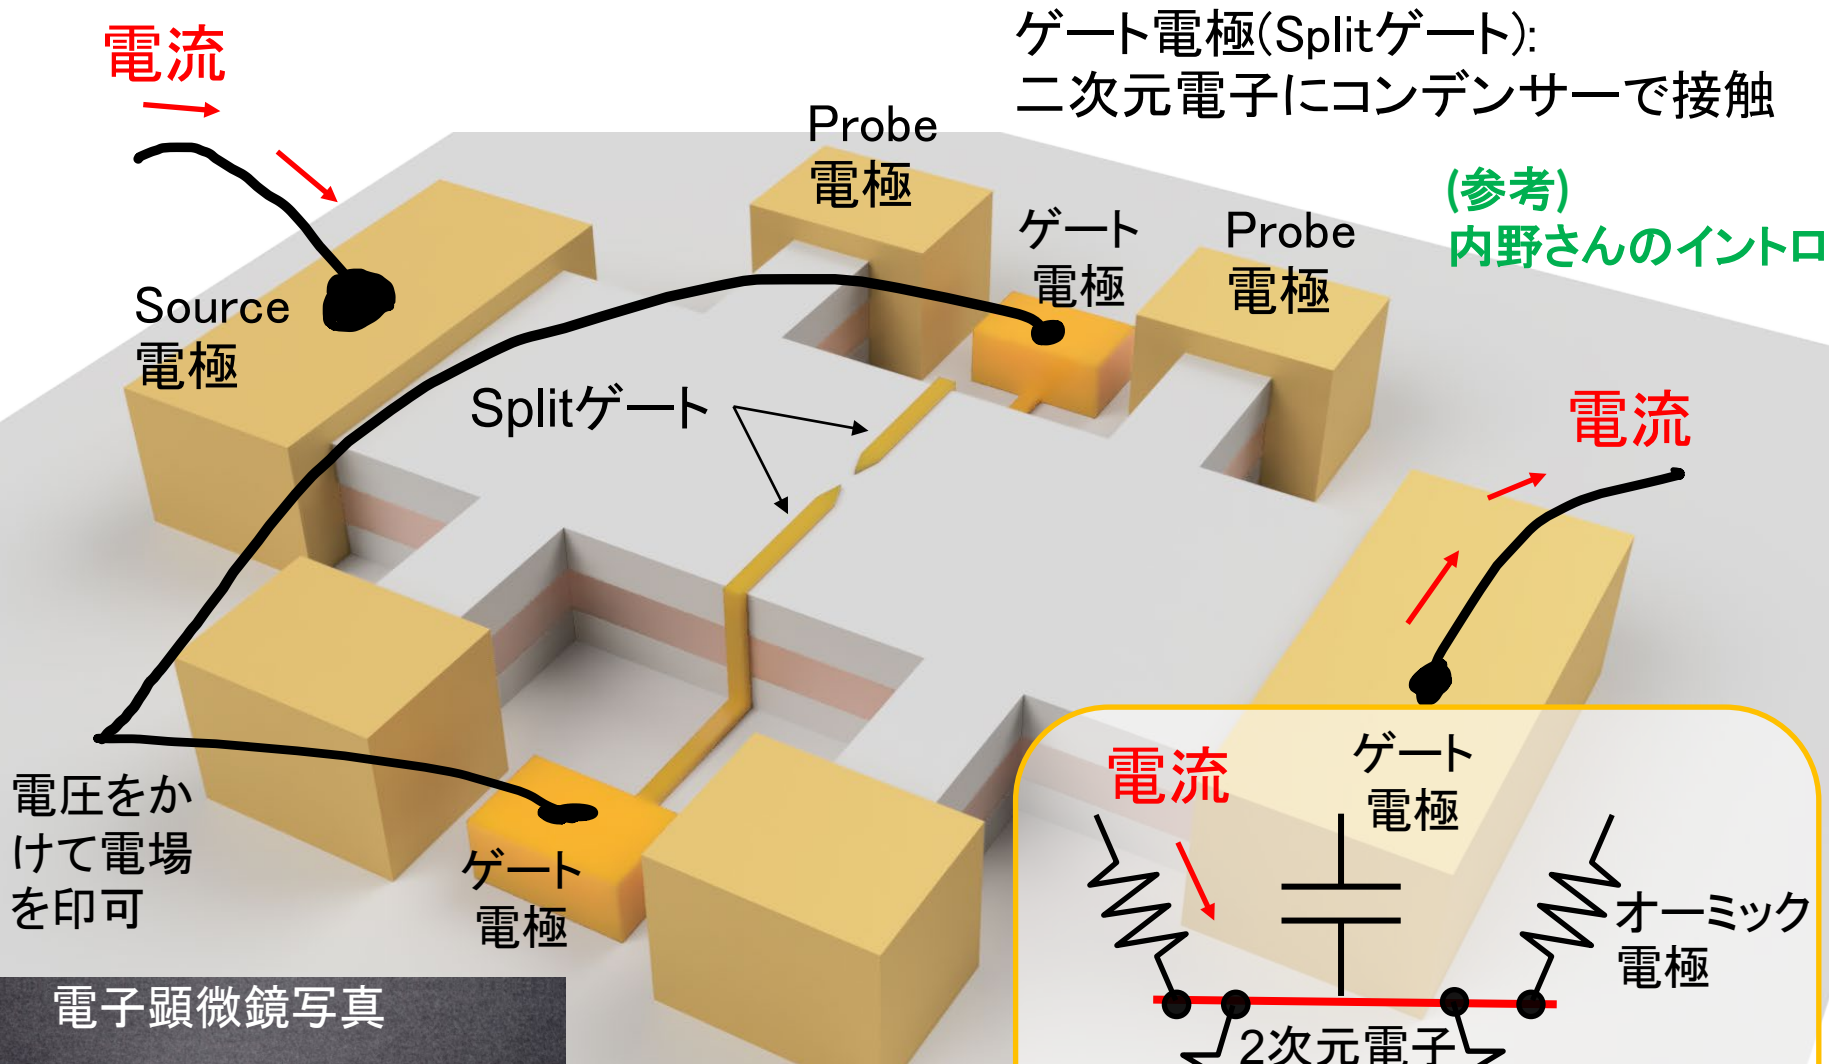 ゲート電極(Splitゲート):
二次元電子にコンデンサーで接触
電流
Probe
電極
(参考)
内野さんのイントロ
ゲート
電極
Probe
電極
Source
電極
Splitゲート
電流
電圧をか
けて電場
を印可
ゲート
電極
電流
ゲート
電極
オーミック
電極
2次元電子
電子顕微鏡写真